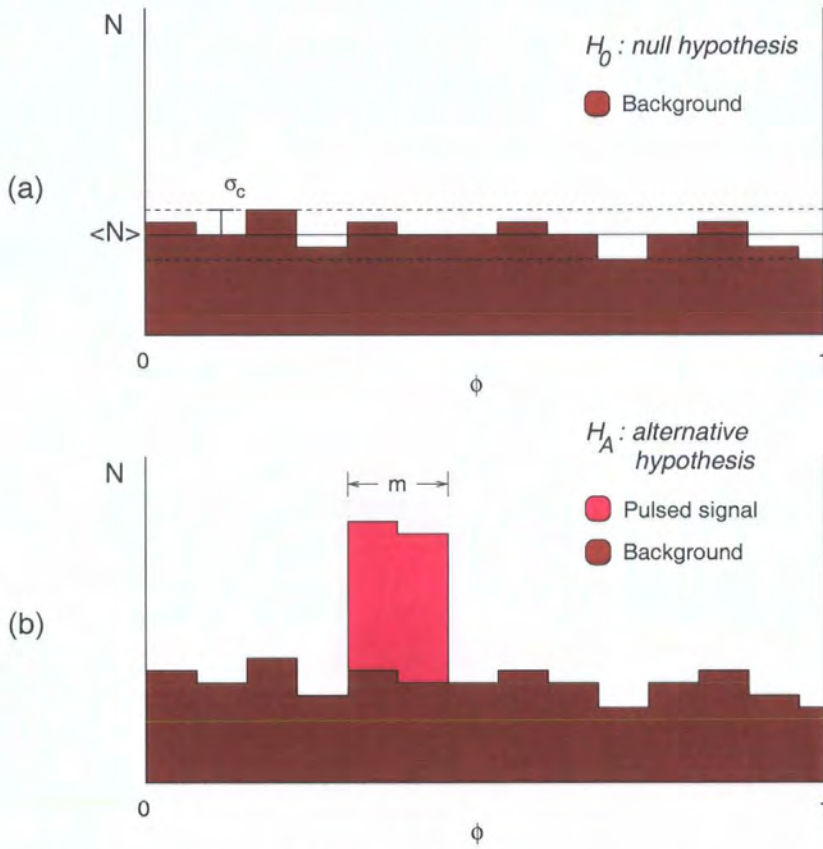 N
H0 : null hypothesis
Background
(a)
σc
<N>
0
ϕ
N
HA : alternative
hypothesis
m
Pulsed signal
Background
(b)
0
ϕ